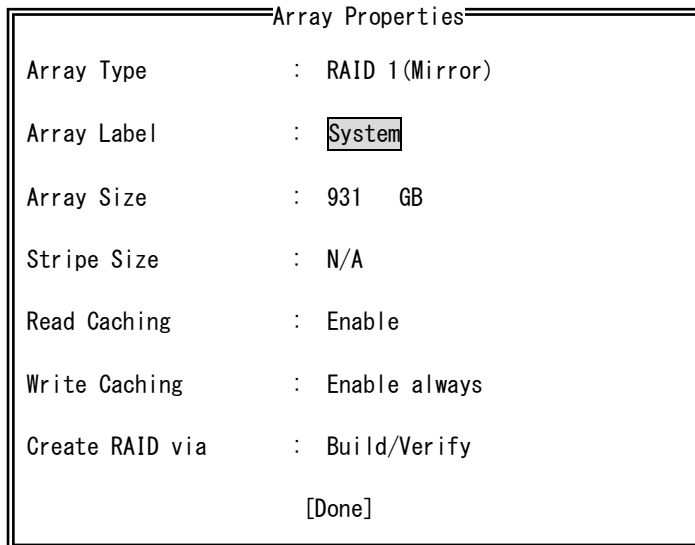 Array Properties
Array Type : RAID 1(Mirror)
Array Label : System
Array Size : 931 GB
Stripe Size : N/A
Read Caching : Enable
Write Caching : Enable always
Create RAID via : Build/Verify
[Done]